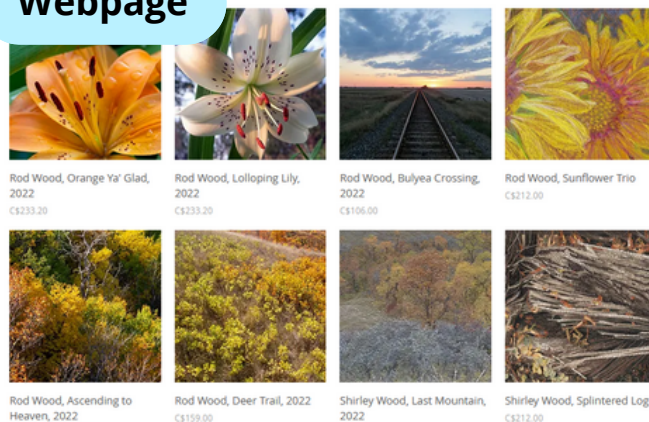 Webpage
Rod Wood, Orange Ya' Glad,
2022
C$233.20
Rod Wood, Lolloping Lily,
2022
C$233.20
Rod Wood, Bulyea Crossing,
2022
C$106.00
Rod Wood, Sunflower Trio
C$212.00
Rod Wood, Ascending to
Heaven, 2022
Rod Wood, Deer Trail, 2022
C$159.00
Shirley Wood, Last Mountain,
2022
Shirley Wood, Splintered Log
C$212.00